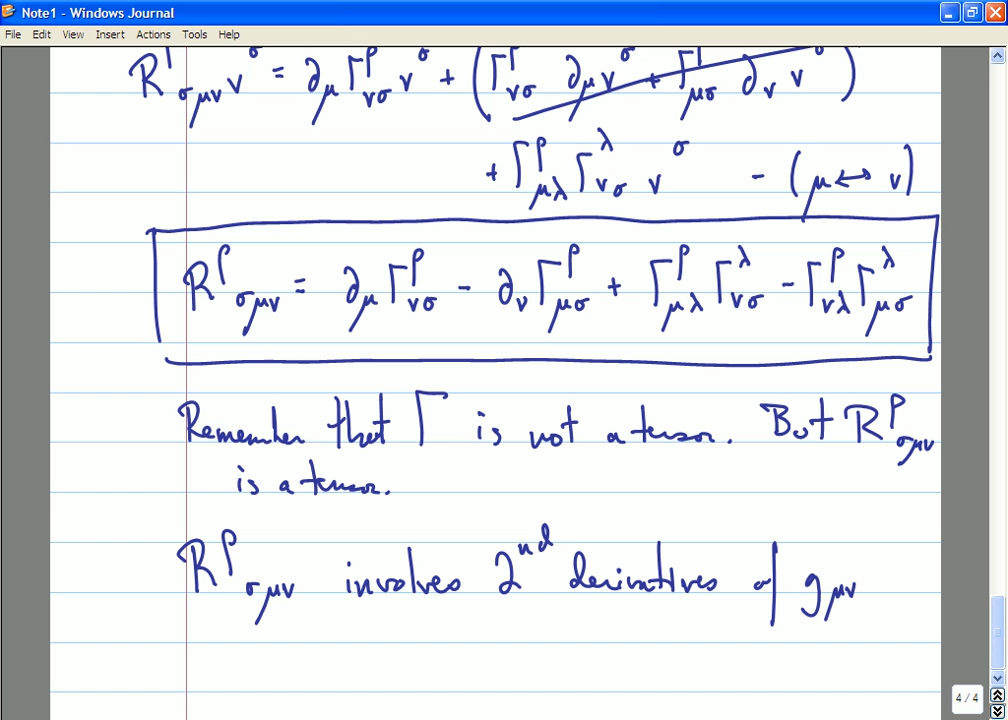 Note1 - Windows Journal
File Edit View Insert Actions Tools Help
R^ρ_σμν v^σ = ∂_μ Γ^ρ_νσ v^σ + (Γ^ρ_νσ ∂_μ v^σ + Γ^ρ_μσ ∂_ν v^σ)
+ Γ^ρ_μλ Γ^λ_νσ v^σ - (μ ↔ ν)
R^ρ_σμν = ∂_μ Γ^ρ_νσ - ∂_ν Γ^ρ_μσ + Γ^ρ_μλ Γ^λ_νσ - Γ^ρ_νλ Γ^λ_μσ
Remember that Γ is not a tensor. But R^ρ_σμν
is a tensor.
R^ρ_σμν involves 2^nd derivatives of g_μν
4 / 4